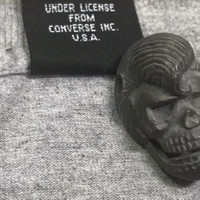 UNDER LICENSE
FROM
CONVERSE INC.
U.S.A.